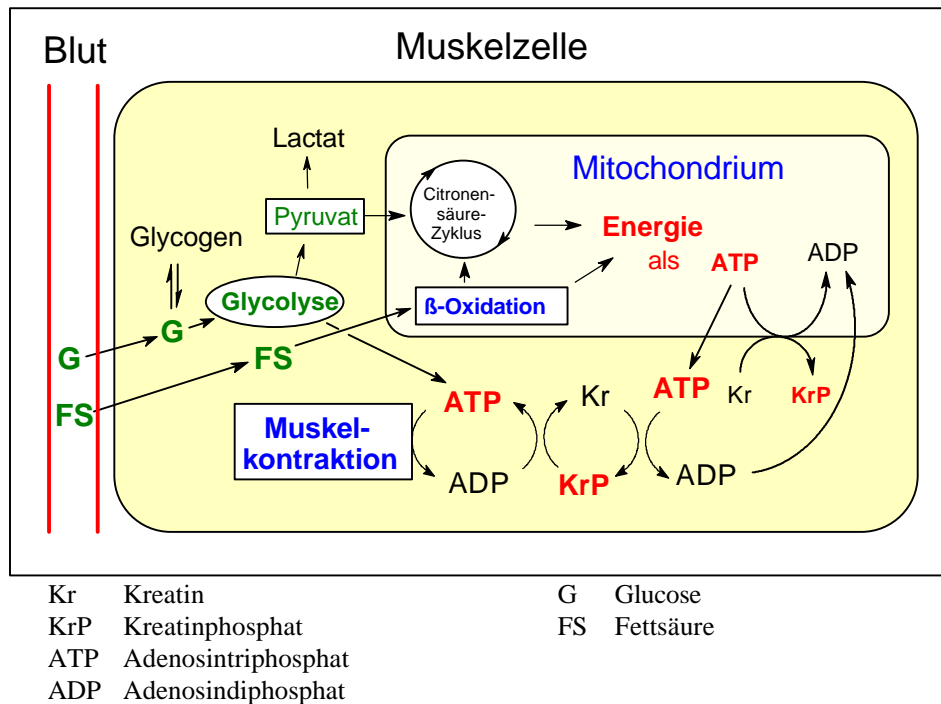 Blut
Muskelzelle
Lactat
Mitochondrium
Citronen-
säure-
Zyklus
Pyruvat
Energie
als
ATP
ADP
Glycogen
Glycolyse
ß-Oxidation
G
G
FS
FS
ATP
Kr
ATP
Kr
KrP
Muskel-
kontraktion
ADP
KrP
ADP
Kr Kreatin
KrP Kreatinphosphat
ATP Adenosintriphosphat
ADP Adenosindiphosphat
G Glucose
FS Fettsäure